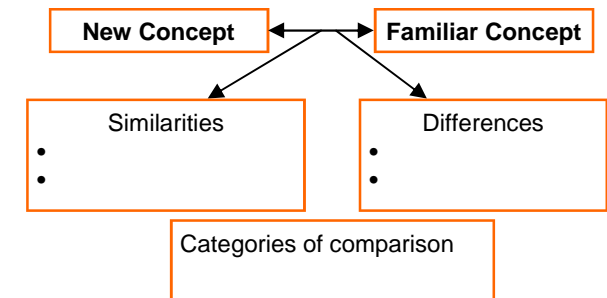 New Concept
Familiar Concept
Similarities
•
•
Differences
•
•
Categories of comparison